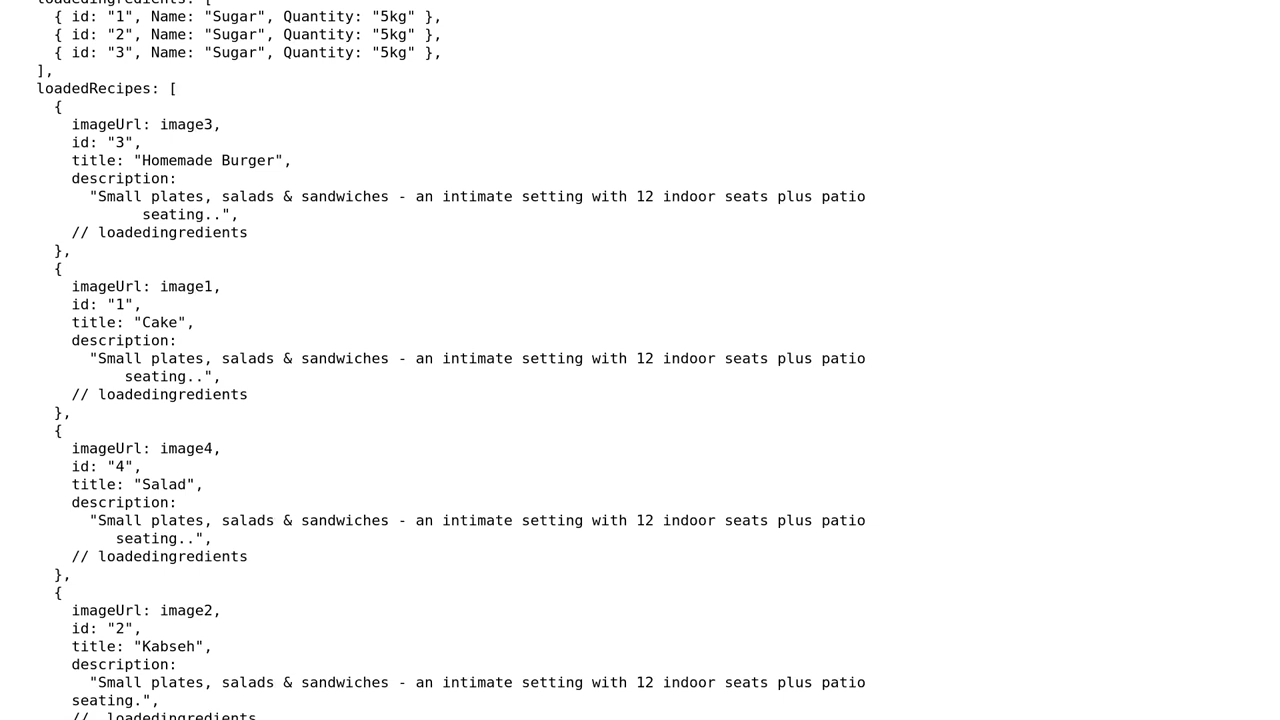 loadedingredients: [
{ id: "1", Name: "Sugar", Quantity: "5kg" },
{ id: "2", Name: "Sugar", Quantity: "5kg" },
{ id: "3", Name: "Sugar", Quantity: "5kg" },
],
loadedRecipes: [
{
imageUrl: image3,
id: "3",
title: "Homemade Burger",
description:
"Small plates, salads & sandwiches - an intimate setting with 12 indoor seats plus patio
seating..",
// loadedingredients
},
{
imageUrl: image1,
id: "1",
title: "Cake",
description:
"Small plates, salads & sandwiches - an intimate setting with 12 indoor seats plus patio
seating..",
// loadedingredients
},
{
imageUrl: image4,
id: "4",
title: "Salad",
description:
"Small plates, salads & sandwiches - an intimate setting with 12 indoor seats plus patio
seating..",
// loadedingredients
},
{
imageUrl: image2,
id: "2",
title: "Kabseh",
description:
"Small plates, salads & sandwiches - an intimate setting with 12 indoor seats plus patio
seating.",
// loadedingredients